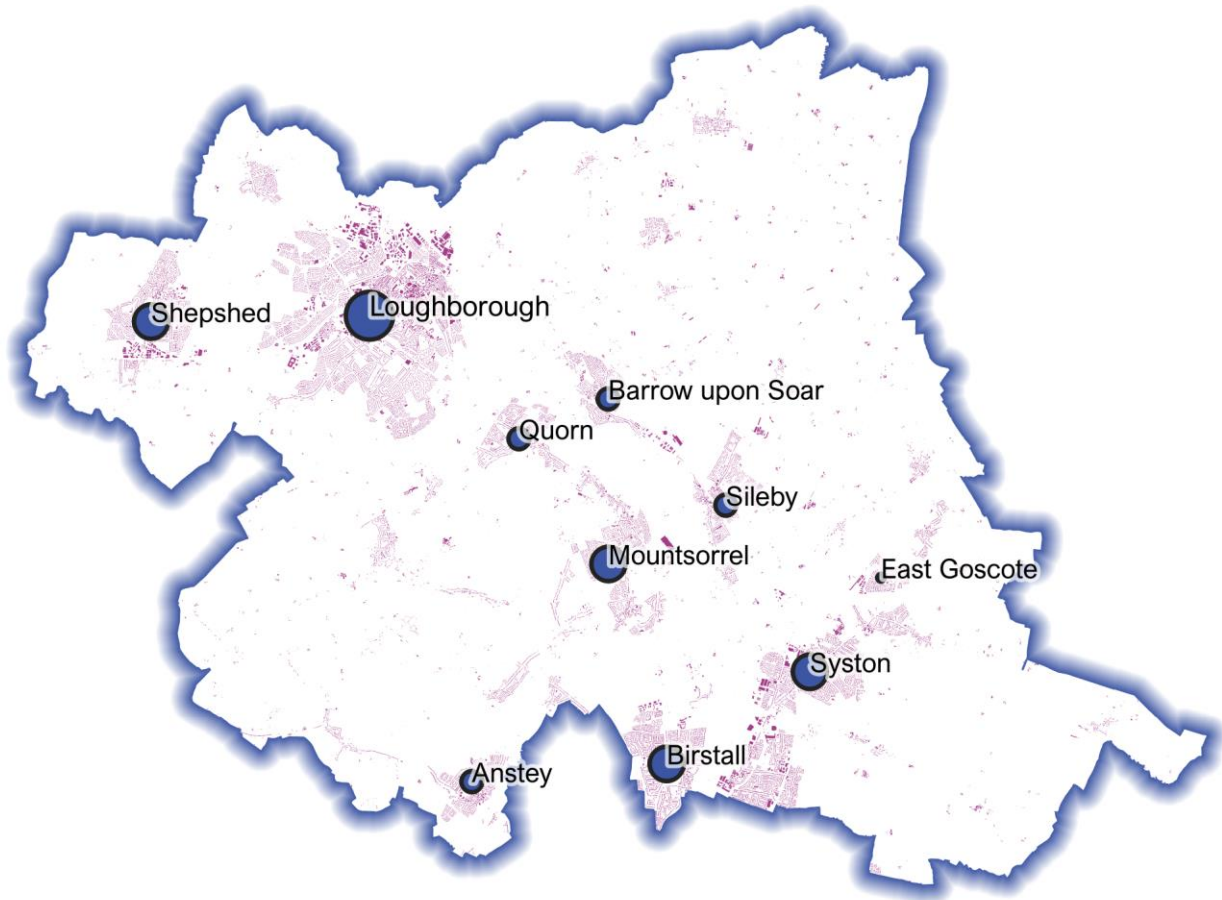 Shepshed
Loughborough
Barrow upon Soar
Quorn
Sileby
Mountsorrel
East Goscote
Syston
Birstall
Anstey